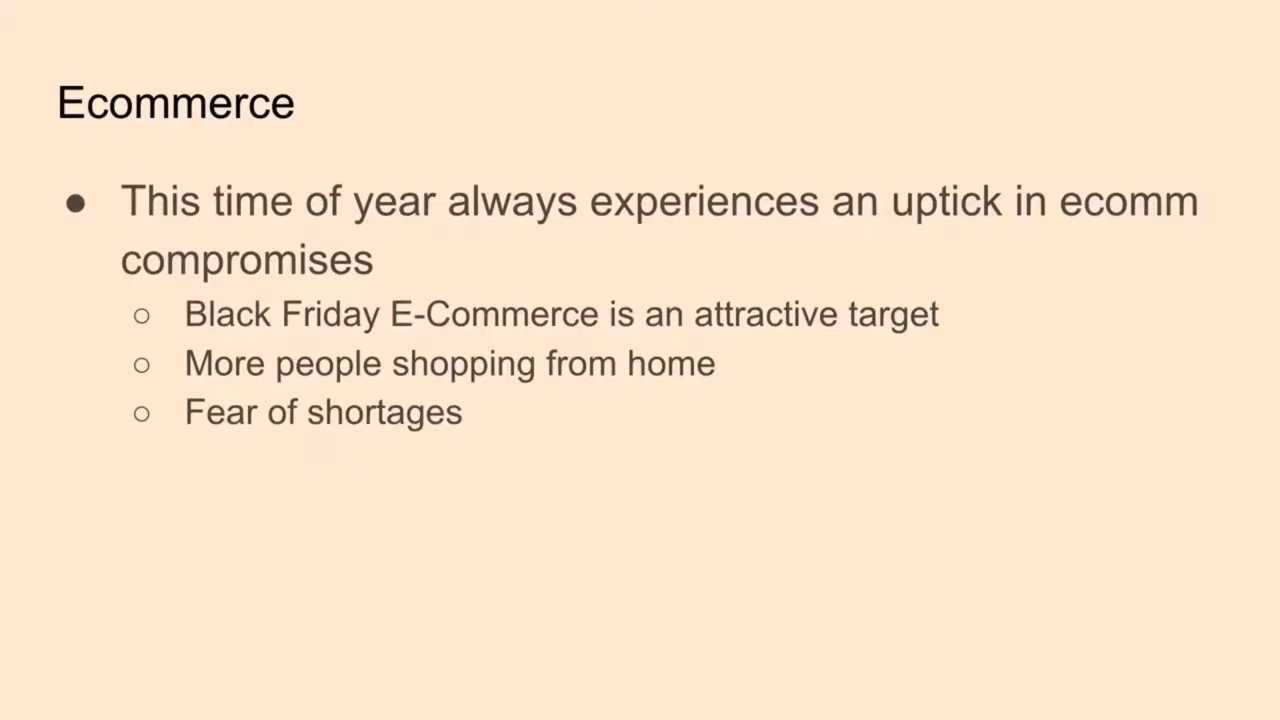 Ecommerce
● This time of year always experiences an uptick in ecomm
compromises
○ Black Friday E-Commerce is an attractive target
○ More people shopping from home
○ Fear of shortages